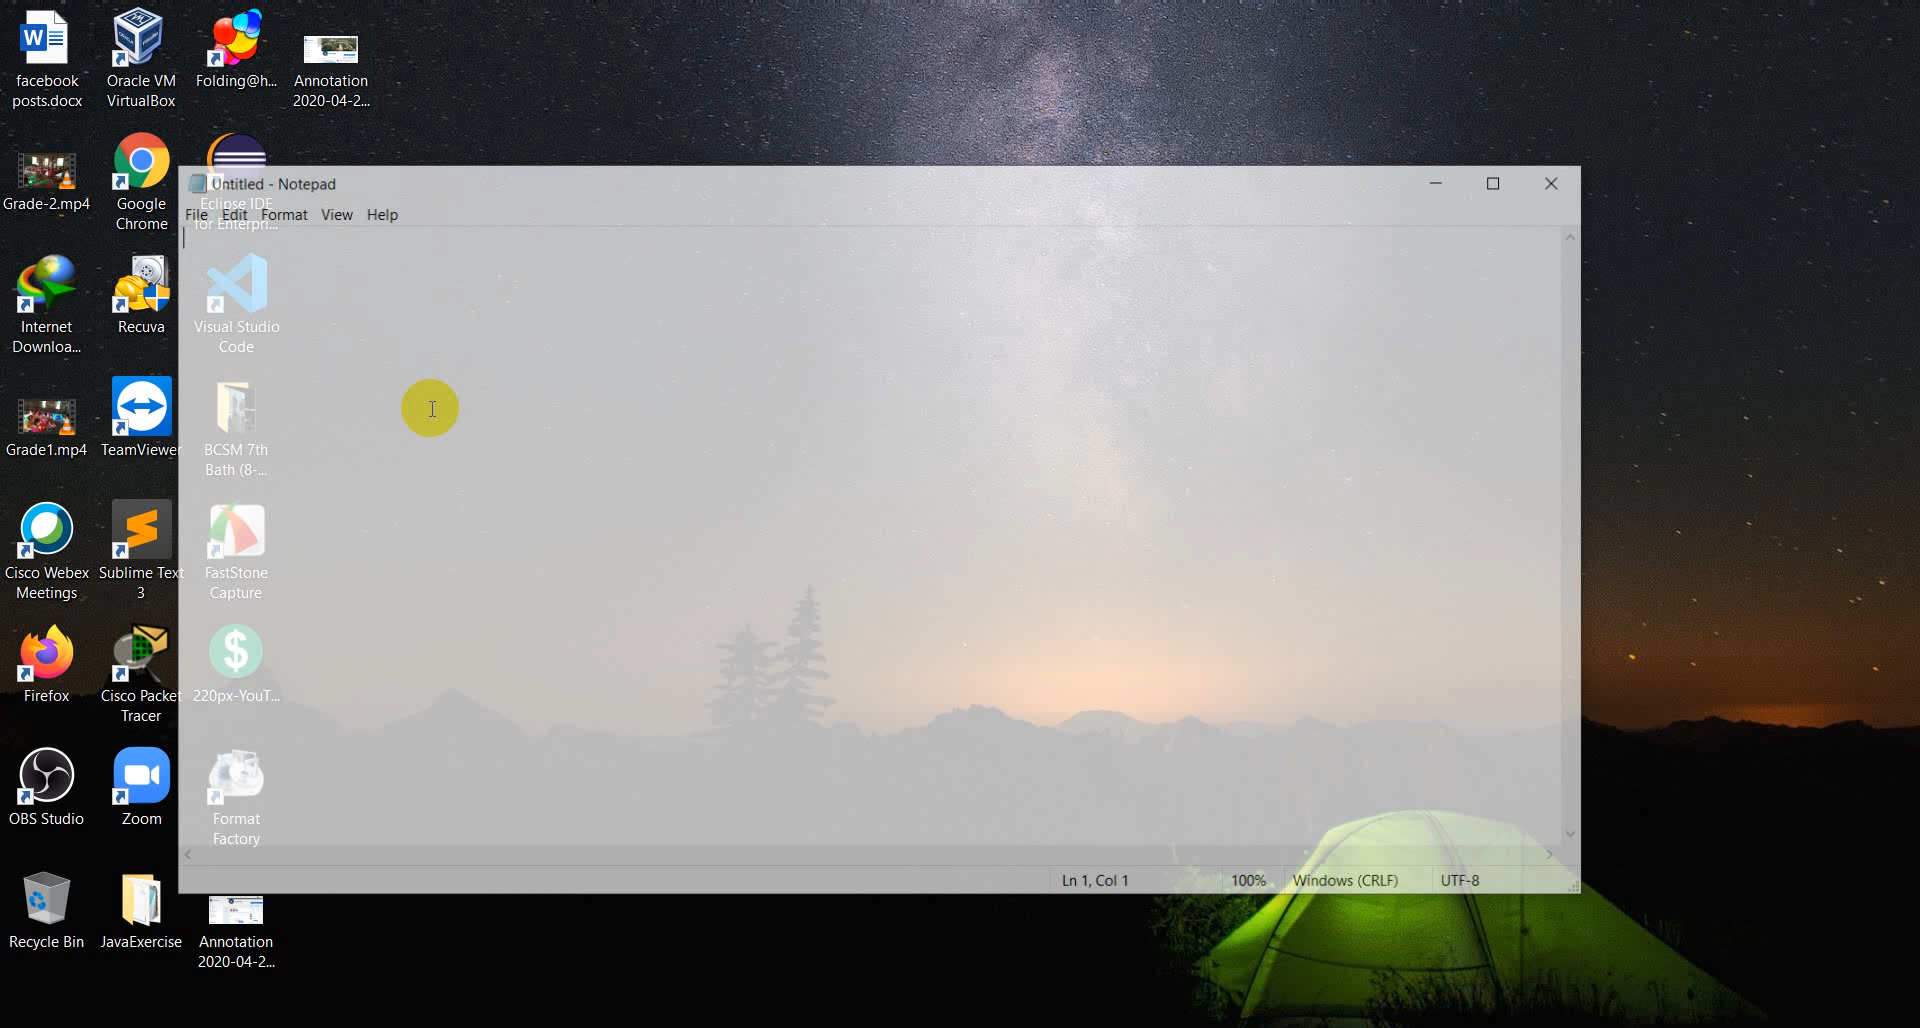 facebook
posts.docx
Oracle VM
VirtualBox
Folding@h...
Annotation
2020-04-2...
Grade-2.mp4
Google
Chrome
Eclipse IDE
for Enterpri...
Untitled - Notepad
File Edit Format View Help
Internet
Downloa...
Recuva
Visual Studio
Code
Grade1.mp4
TeamViewer
BCSM 7th
Bath (8-...
Cisco Webex
Meetings
Sublime Text
3
FastStone
Capture
Firefox
Cisco Packet
Tracer
220px-YouT...
OBS Studio
Zoom
Format
Factory
Ln 1, Col 1 100% Windows (CRLF) UTF-8
Recycle Bin
JavaExercise
Annotation
2020-04-2...